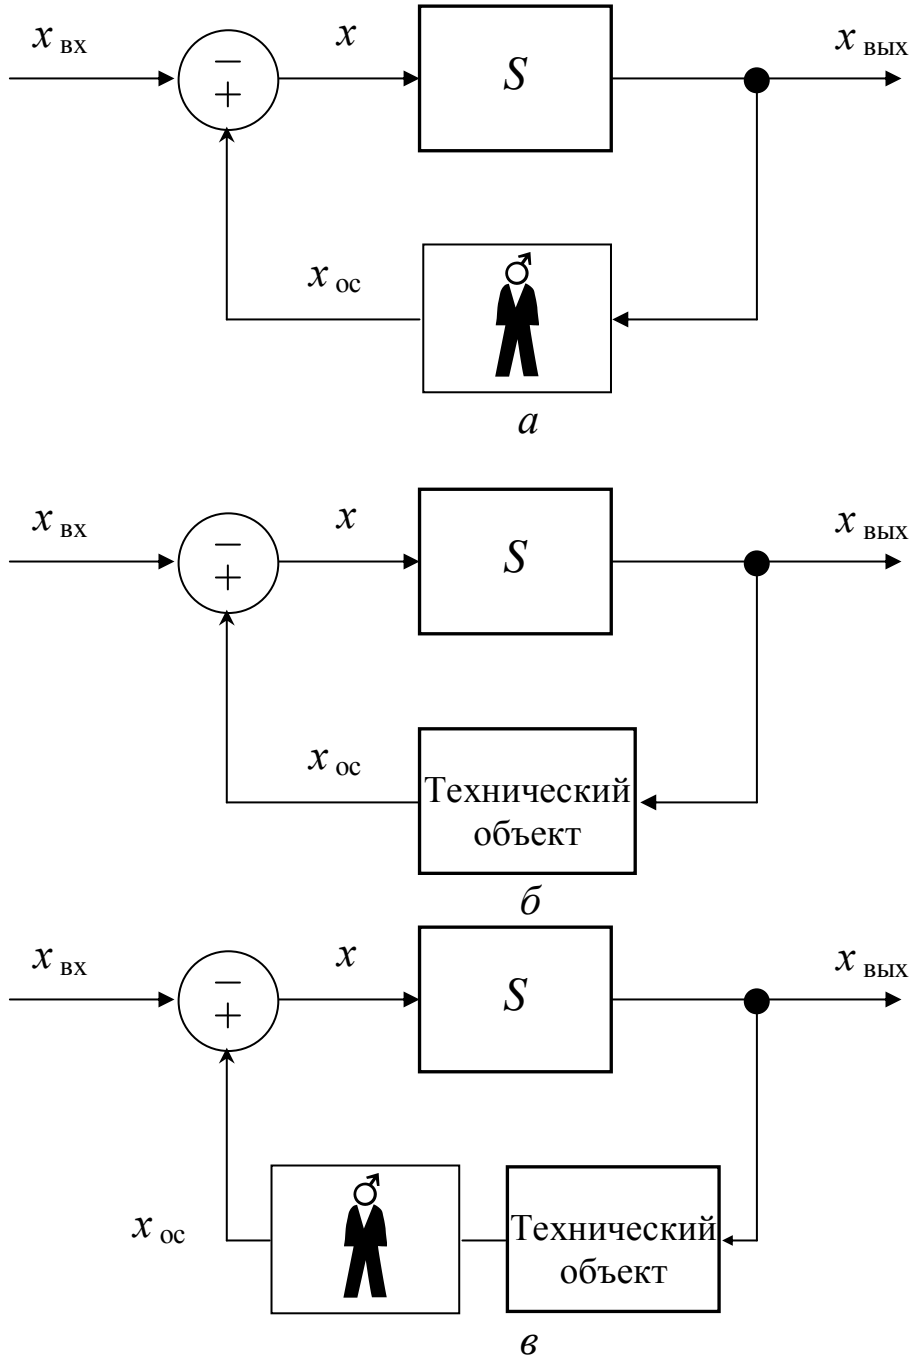 x вх
x
S
x вых
−
+
x ос
а
x вх
x
S
x вых
−
+
x ос
Технический
объект
б
x вх
x
S
x вых
−
+
x ос
Технический
объект
в